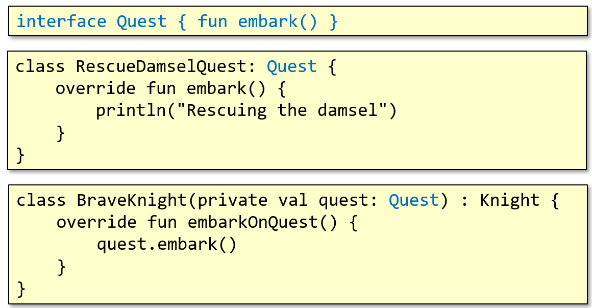 interface Quest { fun embark() }
class RescueDamselQuest: Quest {
    override fun embark() {
        println("Rescuing the damsel")
    }
}
class BraveKnight(private val quest: Quest) : Knight {
    override fun embarkOnQuest() {
        quest.embark()
    }
}